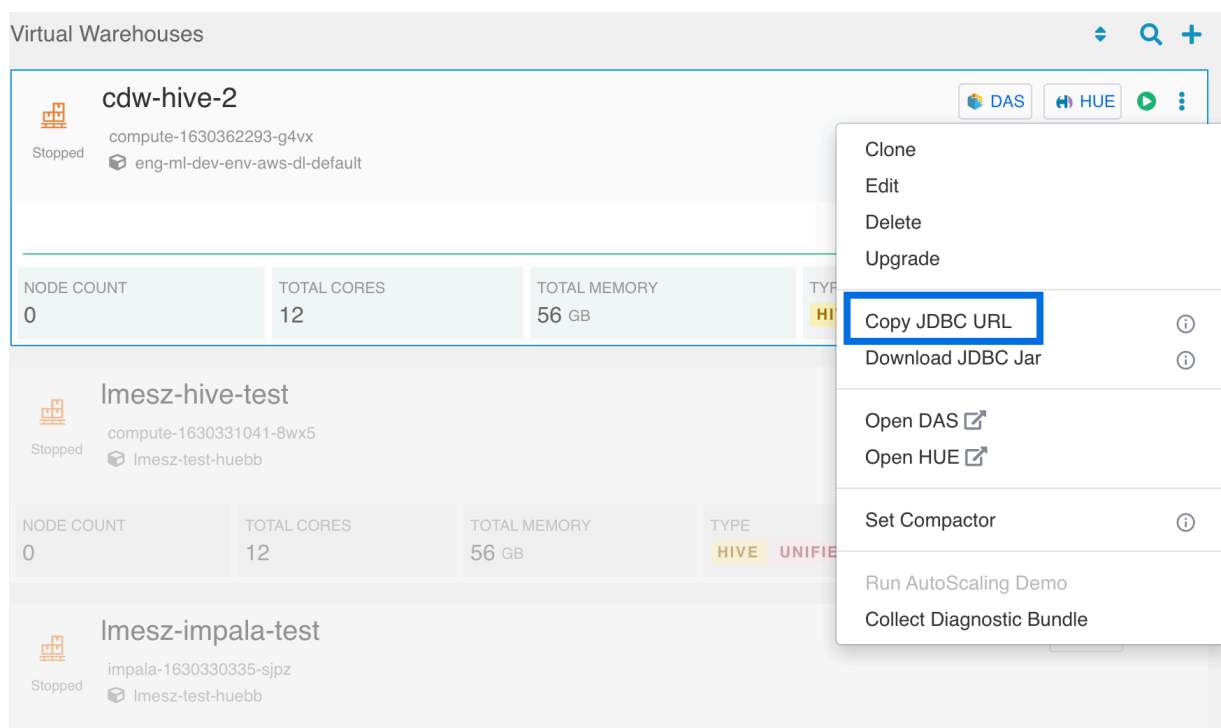 Virtual Warehouses
cdw-hive-2
DAS
HUE
compute-1630362293-g4vx
Stopped
eng-ml-dev-env-aws-dl-default
NODE COUNT
0
TOTAL CORES
12
TOTAL MEMORY
56 GB
Clone
Edit
Delete
Upgrade
Copy JDBC URL
Download JDBC Jar
Open DAS
Open HUE
Set Compactor
Run AutoScaling Demo
Collect Diagnostic Bundle
lmesz-hive-test
compute-1630331041-8wx5
Stopped
lmesz-test-huebb
NODE COUNT
0
TOTAL CORES
12
TOTAL MEMORY
56 GB
TYPE
HIVE
lmesz-impala-test
impala-1630330335-sjpz
Stopped
lmesz-test-huebb